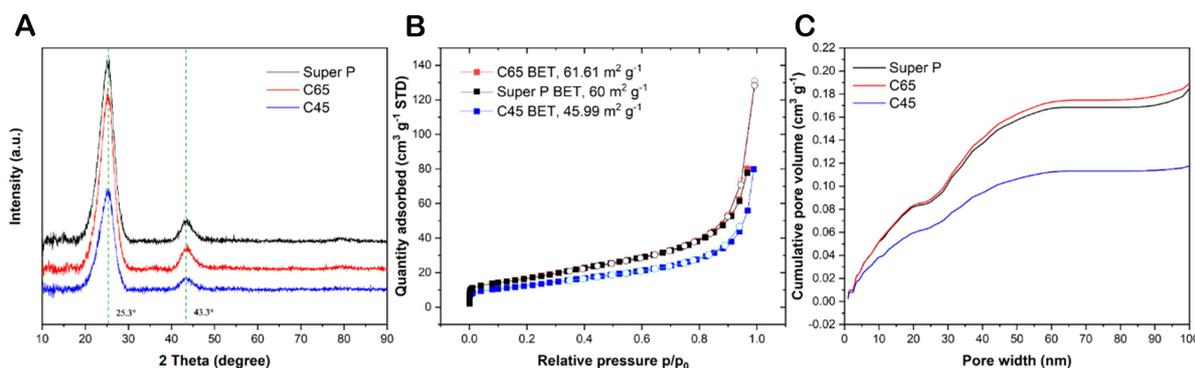 A
Intensity (a.u.)
Super P
C65
C45
25.3°
43.3°
10 20 30 40 50 60 70 80 90
2 Theta (degree)
B
Quantity adsorbed (cm³ g⁻¹ STD)
140
120
100
80
60
40
20
0
C65 BET, 61.61 m² g⁻¹
Super P BET, 60 m² g⁻¹
C45 BET, 45.99 m² g⁻¹
0.0 0.2 0.4 0.6 0.8 1.0
Relative pressure p/p₀
C
Cumulative pore volume (cm³ g⁻¹)
0.22
0.20
0.18
0.16
0.14
0.12
0.10
0.08
0.06
0.04
0.02
0.00
-0.02
Super P
C65
C45
0 10 20 30 40 50 60 70 80 90 100
Pore width (nm)